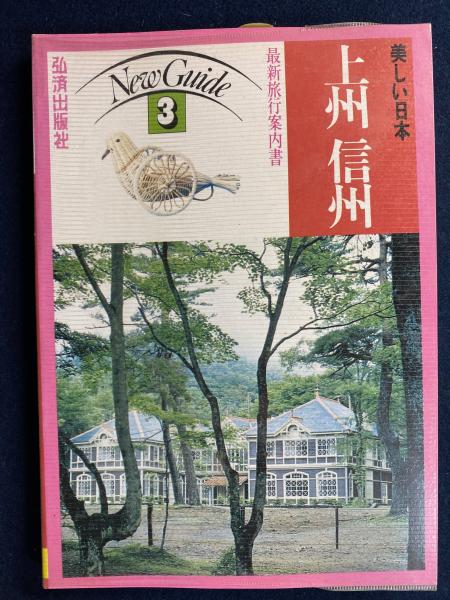 美しい日本
上州 信州
最新旅行案内書
New Guide
3
弘済出版社